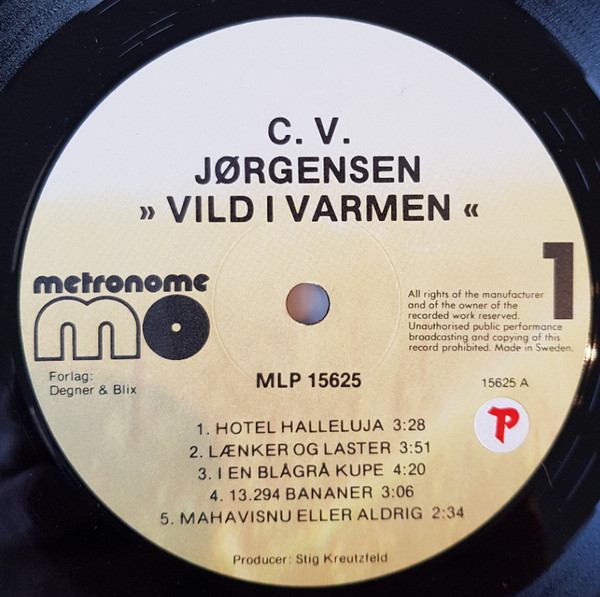 C. V.
JØRGENSEN
» VILD I VARMEN «
metronome
mo
1
All rights of the manufacturer
and of the owner of the
recorded work reserved.
Unauthorised public performance
broadcasting and copying of this
record prohibited. Made in Sweden.
Forlag:
Degner & Blix
MLP 15625
15625 A
P
1. HOTEL HALLELUJA 3:28
2. LÆNKER OG LASTER 3:51
3. I EN BLÅGRÅ KUPE 4:20
4. 13.294 BANANER 3:06
5. MAHAVISNU ELLER ALDRIG 2:34
Producer: Stig Kreutzfeld